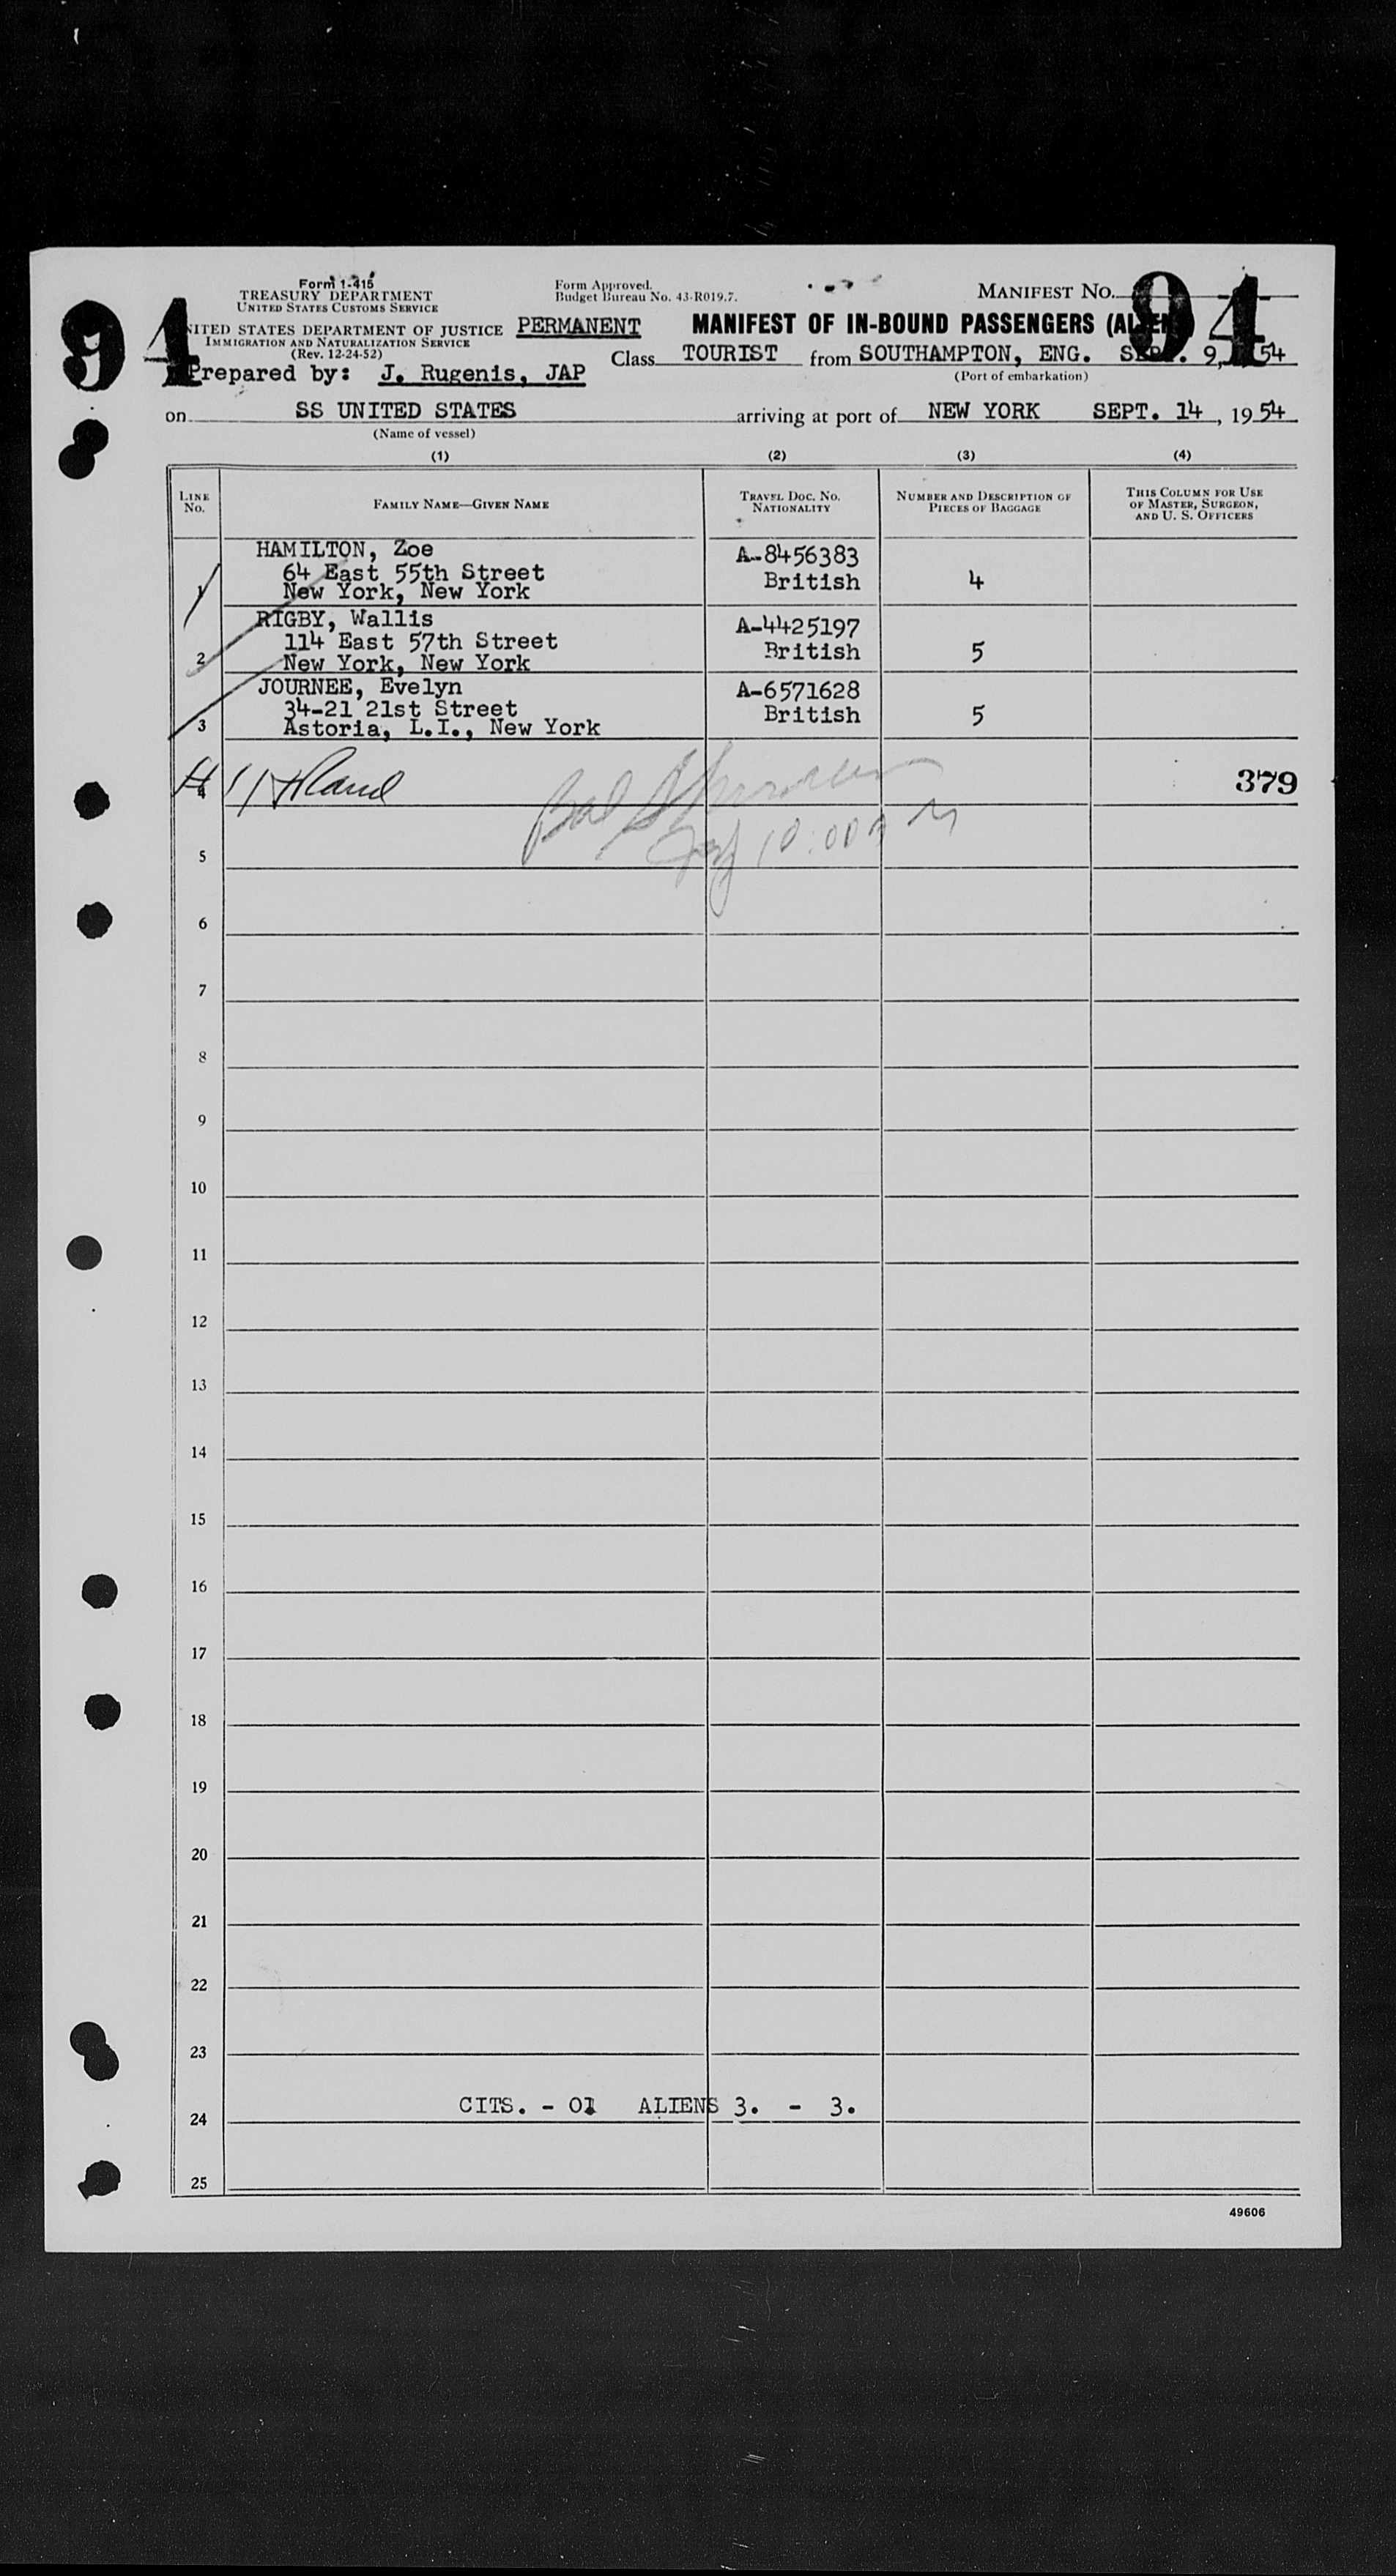 Form 1-415
TREASURY DEPARTMENT
UNITED STATES CUSTOMS SERVICE
UNITED STATES DEPARTMENT OF JUSTICE
IMMIGRATION AND NATURALIZATION SERVICE
(Rev. 12-24-52)
Form Approved.
Budget Bureau No. 43-R019.7.
MANIFEST No. 94
94
PERMANENT MANIFEST OF IN-BOUND PASSENGERS (ALIEN)
Class TOURIST from SOUTHAMPTON, ENG. SEPT. 9, 1954
(Port of embarkation)
Prepared by: J. Rugenis, JAP
on SS UNITED STATES arriving at port of NEW YORK SEPT. 14, 1954
(Name of vessel)
(1) (2) (3) (4)
LINE No. FAMILY NAME—GIVEN NAME TRAVEL DOC. NO. NATIONALITY NUMBER AND DESCRIPTION OF PIECES OF BAGGAGE THIS COLUMN FOR USE OF MASTER, SURGEON, AND U. S. OFFICERS
HAMILTON, Zoe A-8456383
64 East 55th Street British 4
1 New York, New York
RIGBY, Wallis A-4425197
114 East 57th Street British 5
2 New York, New York
JOURNEE, Evelyn A-6571628
34-21 21st Street British 5
3 Astoria, L.I., New York
4 379
10:00
5
6
7
8
9
10
11
12
13
14
15
16
17
18
19
20
21
22
23
CITS. - 0 ALIENS 3. - 3.
24
25
49606